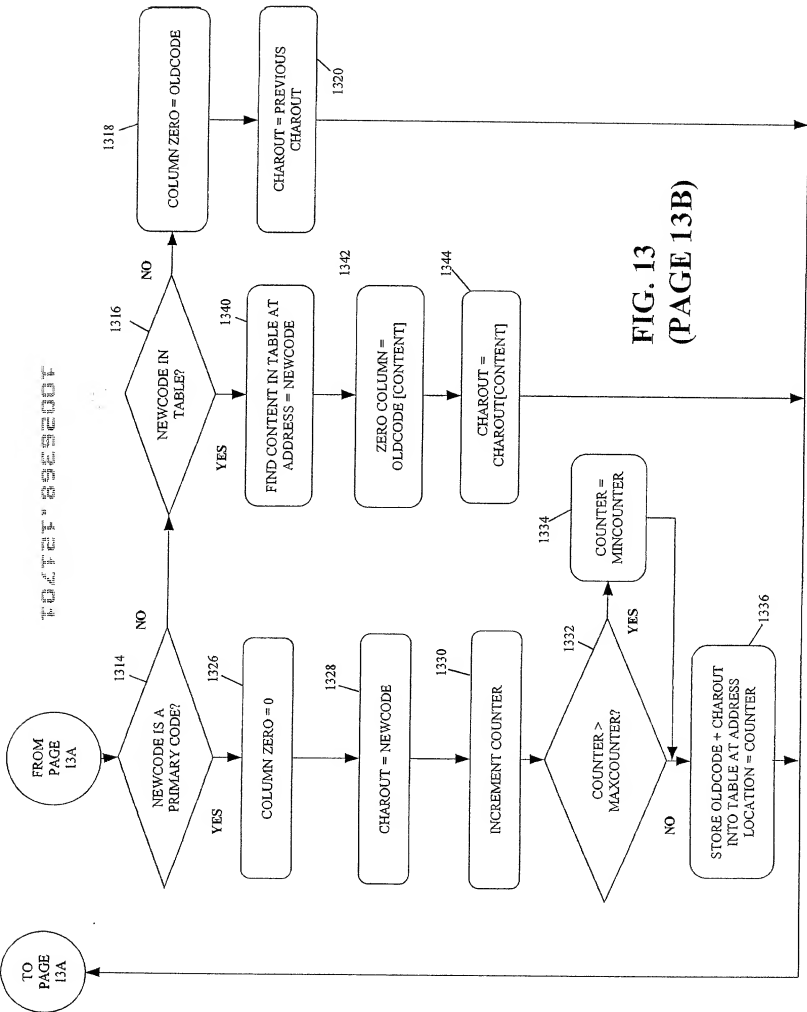 TO
PAGE
13A
FROM
PAGE
13A
1314
NEWCODE IS A
PRIMARY CODE?
NO
YES
1316
NEWCODE IN
TABLE?
NO
YES
1318
COLUMN ZERO = OLDCODE
1320
CHAROUT = PREVIOUS
CHAROUT
1326
COLUMN ZERO = 0
1328
CHAROUT = NEWCODE
1330
INCREMENT COUNTER
1332
COUNTER >
MAXCOUNTER?
YES
NO
1334
COUNTER =
MINCOUNTER
1336
STORE OLDCODE + CHAROUT
INTO TABLE AT ADDRESS
LOCATION = COUNTER
1340
FIND CONTENT IN TABLE AT
ADDRESS = NEWCODE
1342
ZERO COLUMN =
OLDCODE [CONTENT]
1344
CHAROUT =
CHAROUT[CONTENT]
FIG. 13
(PAGE 13B)